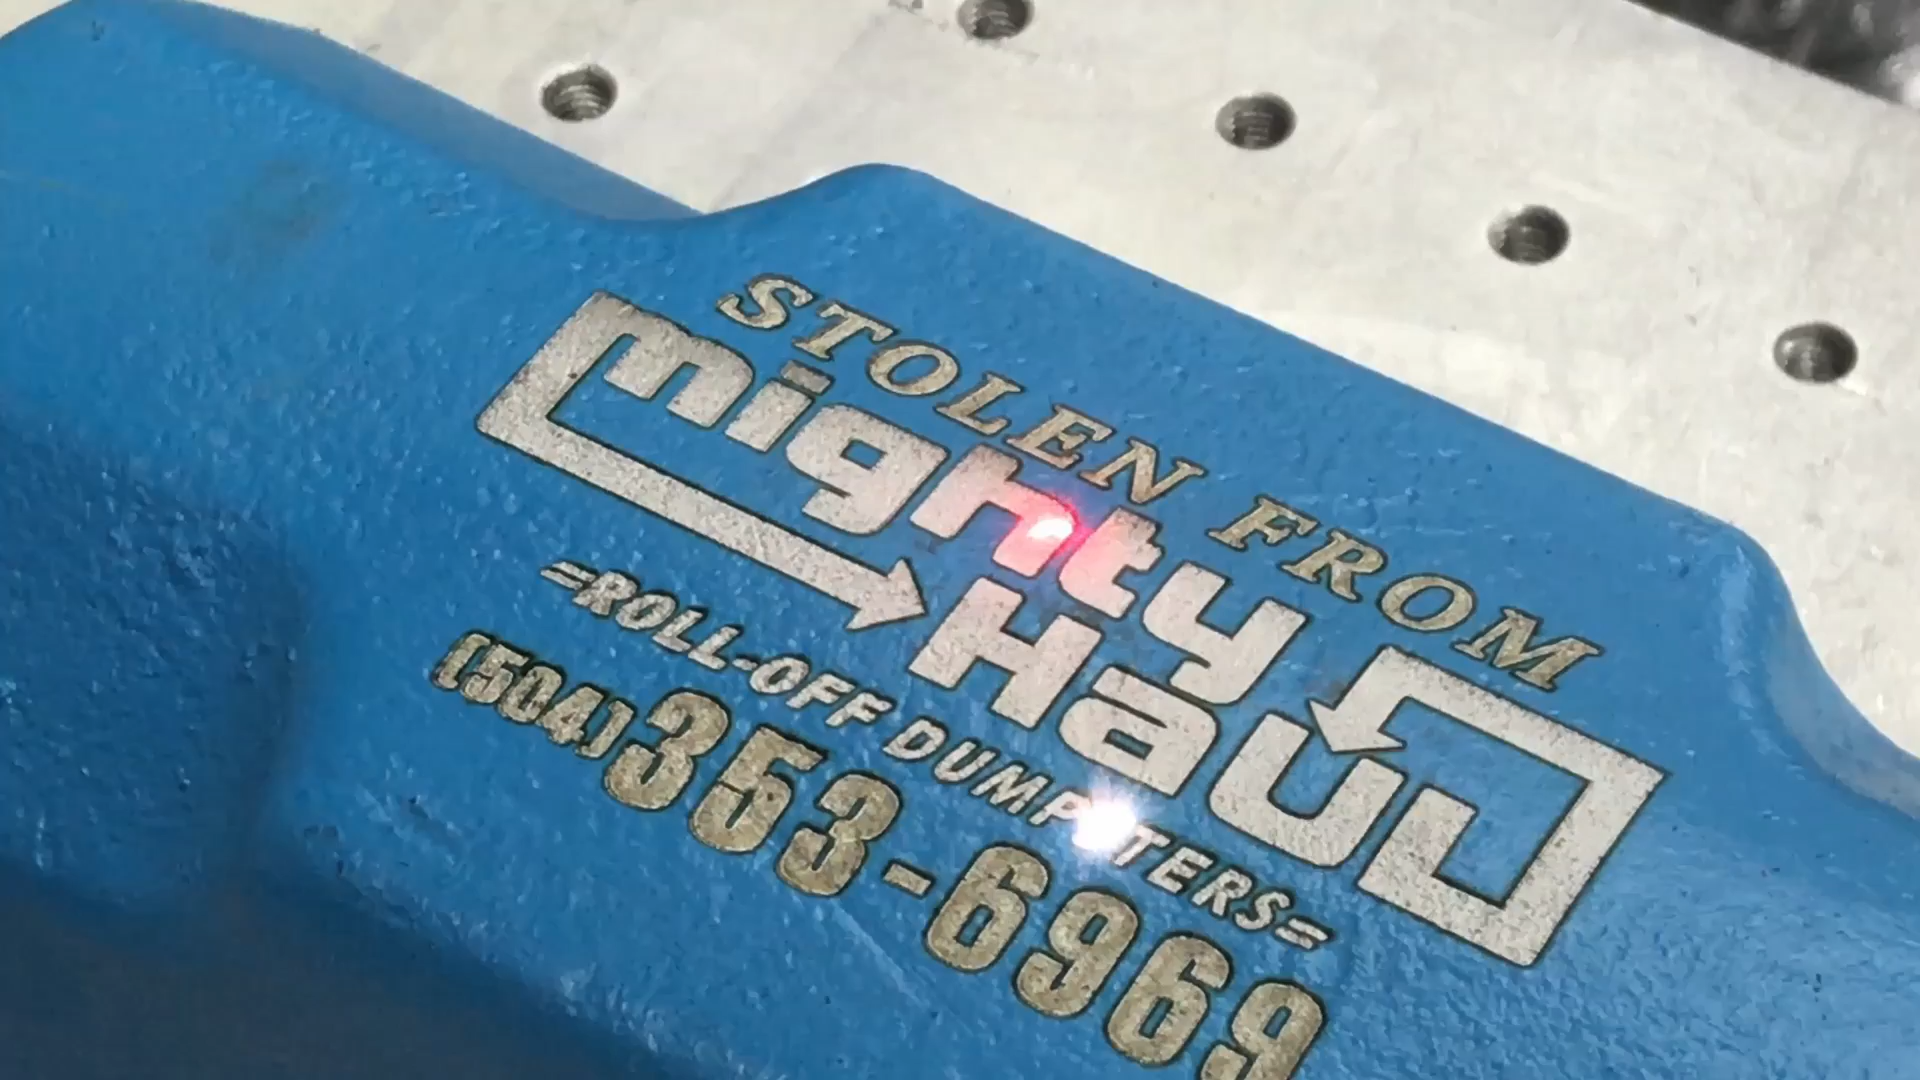 STOLEN FROM
mighty
Haul
=ROLL-OFF DUMPSTERS=
(504)353-6969